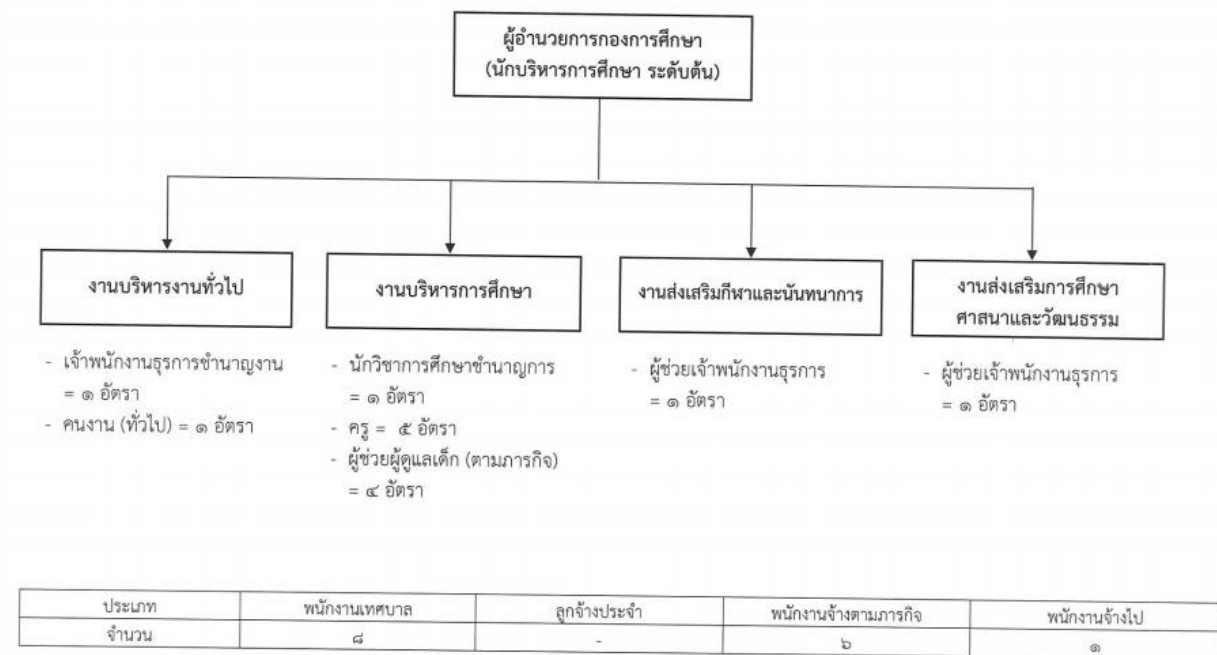 ผู้อำนวยการกองการศึกษา
(นักบริหารการศึกษา ระดับต้น)
งานบริหารงานทั่วไป
- เจ้าพนักงานธุรการชำนาญงาน
= ๑ อัตรา
- คนงาน (ทั่วไป) = ๑ อัตรา
งานบริหารการศึกษา
- นักวิชาการศึกษาชำนาญการ
= ๑ อัตรา
- ครู = ๕ อัตรา
- ผู้ช่วยผู้ดูแลเด็ก (ตามภารกิจ)
= ๔ อัตรา
งานส่งเสริมกีฬาและนันทนาการ
- ผู้ช่วยเจ้าพนักงานธุรการ
= ๑ อัตรา
งานส่งเสริมการศึกษา
ศาสนาและวัฒนธรรม
- ผู้ช่วยเจ้าพนักงานธุรการ
= ๑ อัตรา
ประเภท พนักงานเทศบาล ลูกจ้างประจำ พนักงานจ้างตามภารกิจ พนักงานจ้างไป
จำนวน ๘ - ๖ ๑